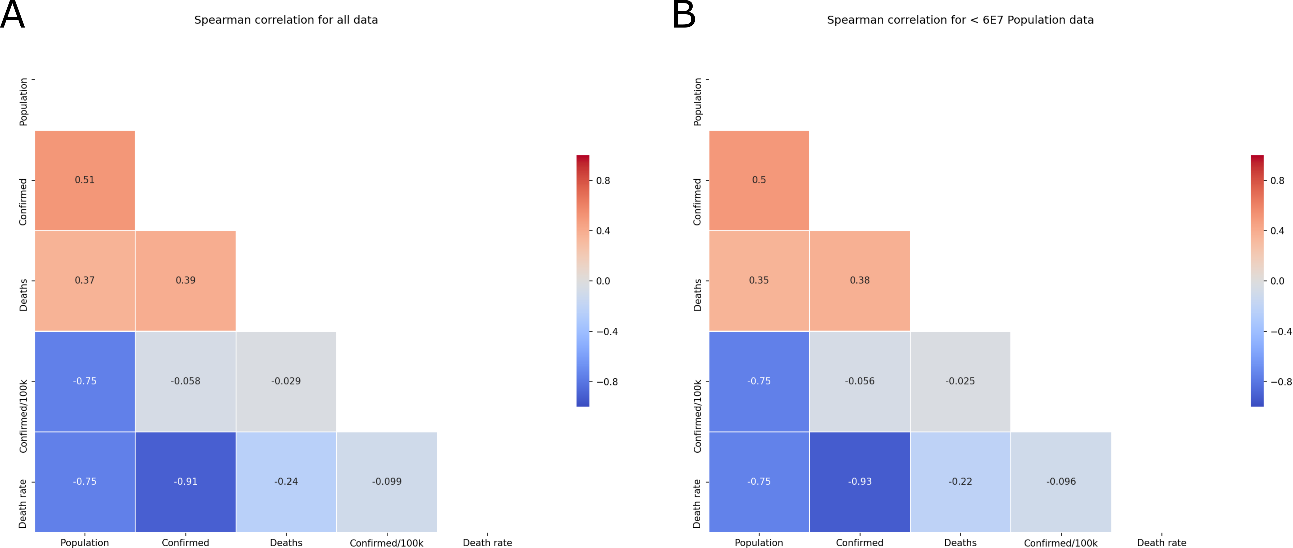 A
Spearman correlation for all data
Population
Confirmed
0.51
Deaths
0.37 0.39
Confirmed/100k
-0.75 -0.058 -0.029
Death rate
-0.75 -0.91 -0.24 -0.099
Population Confirmed Deaths Confirmed/100k Death rate
0.8
0.4
0.0
−0.4
−0.8
B
Spearman correlation for < 6E7 Population data
Population
Confirmed
0.5
Deaths
0.35 0.38
Confirmed/100k
-0.75 -0.056 -0.025
Death rate
-0.75 -0.93 -0.22 -0.096
Population Confirmed Deaths Confirmed/100k Death rate
0.8
0.4
0.0
−0.4
−0.8